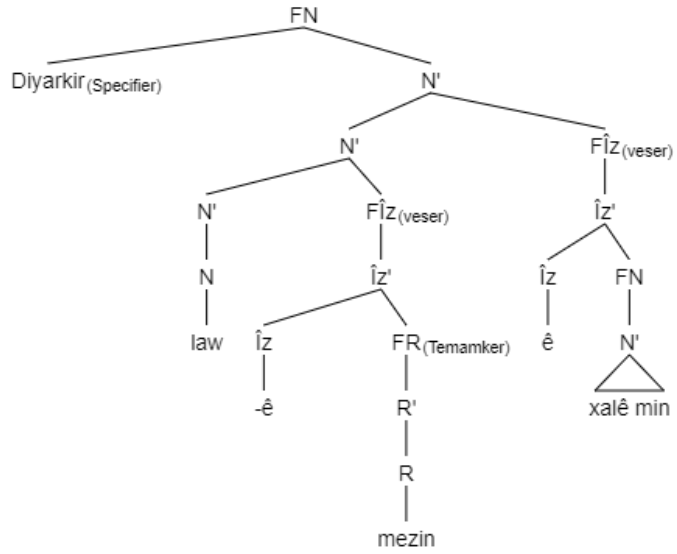 FN
Diyarkir(Specifier) N'
N' FÎz(veser)
N' FÎz(veser) Îz'
N Îz' Îz FN
law Îz FR(Temamker) ê N'
-ê R' xalê min
R
mezin